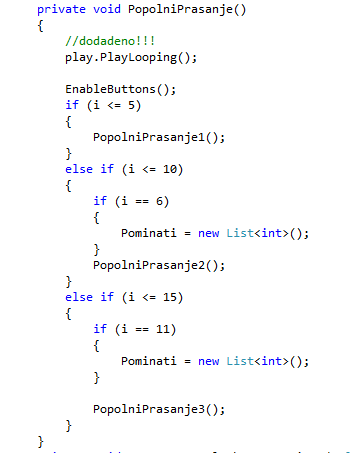 private void PopolniPrasanje()
{
//dodadeno!!!
play.PlayLooping();
EnableButtons();
if (i <= 5)
{
PopolniPrasanje1();
}
else if (i <= 10)
{
if (i == 6)
{
Pominati = new List<int>();
}
PopolniPrasanje2();
}
else if (i <= 15)
{
if (i == 11)
{
Pominati = new List<int>();
}
PopolniPrasanje3();
}
}